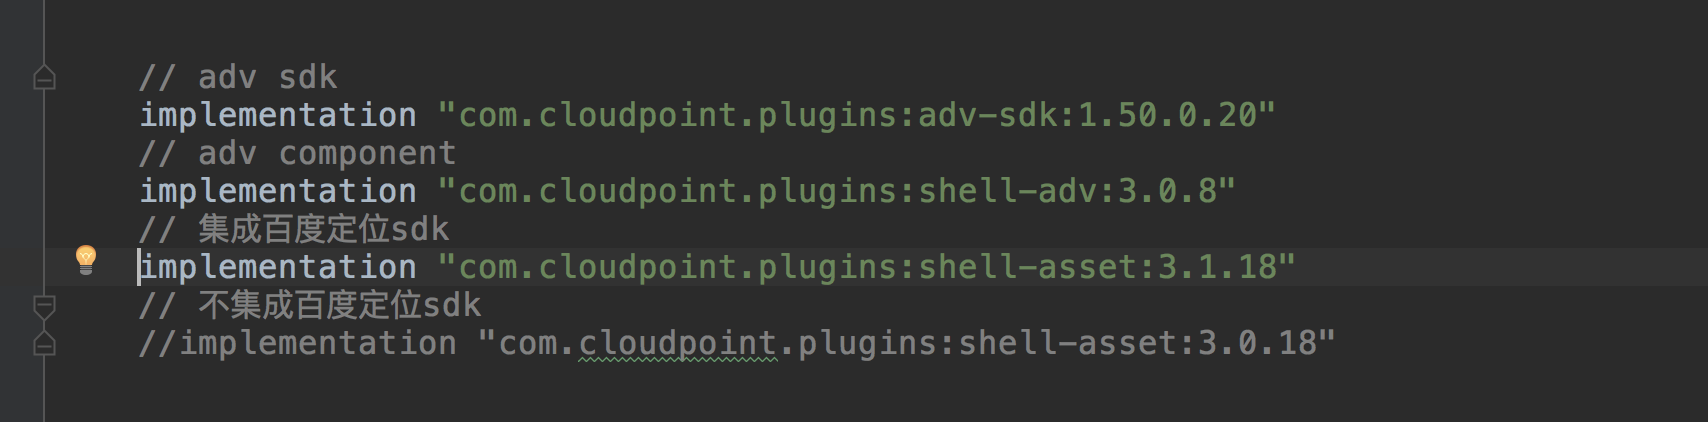 // adv sdk
implementation "com.cloudpoint.plugins:adv-sdk:1.50.0.20"
// adv component
implementation "com.cloudpoint.plugins:shell-adv:3.0.8"
// 集成百度定位sdk
implementation "com.cloudpoint.plugins:shell-asset:3.1.18"
// 不集成百度定位sdk
//implementation "com.cloudpoint.plugins:shell-asset:3.0.18"